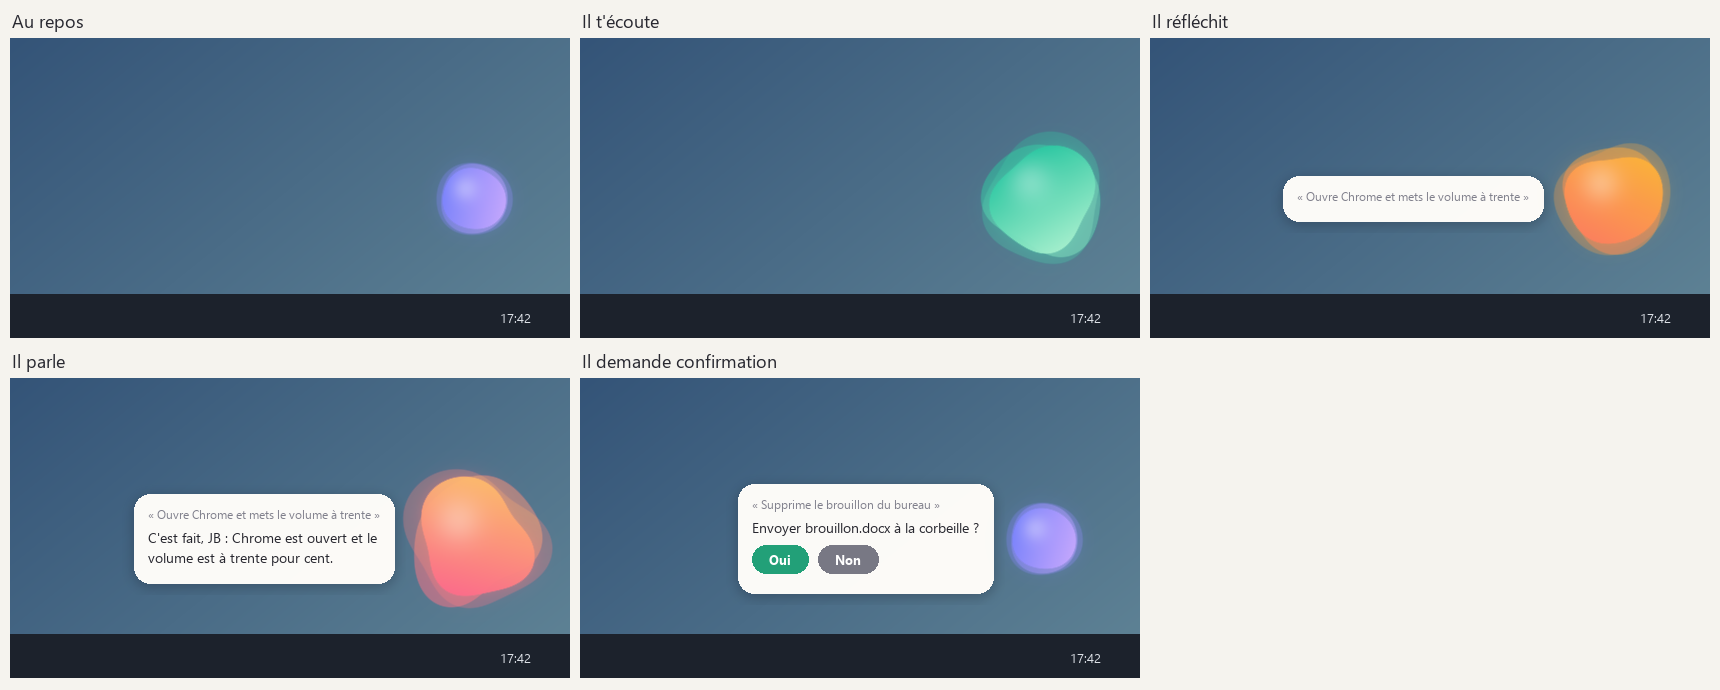 Au repos
Il t'écoute
Il réfléchit
« Ouvre Chrome et mets le volume à trente »
17:42
17:42
17:42
Il parle
Il demande confirmation
« Ouvre Chrome et mets le volume à trente »
C'est fait, JB : Chrome est ouvert et le
volume est à trente pour cent.
« Supprime le brouillon du bureau »
Envoyer brouillon.docx à la corbeille ?
Oui
Non
17:42
17:42